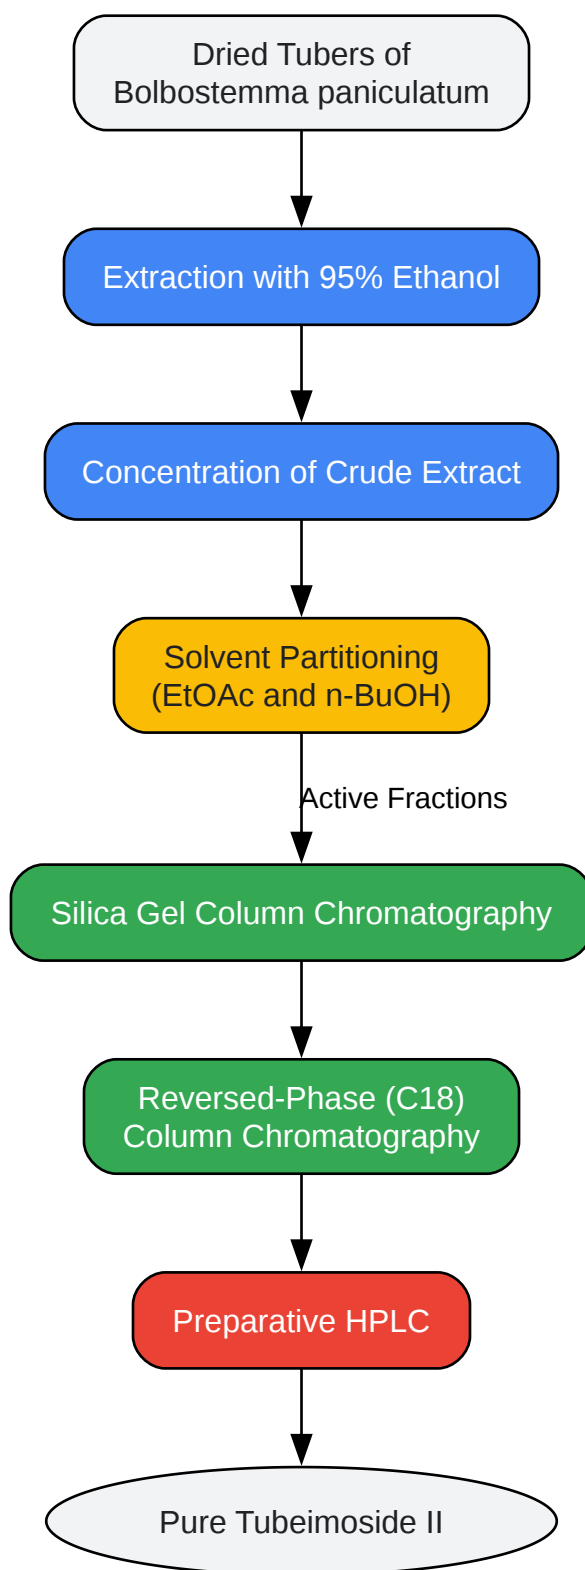 Dried Tubers of
Bolbostemma paniculatum
Extraction with 95% Ethanol
Concentration of Crude Extract
Solvent Partitioning
(EtOAc and n-BuOH)
Active Fractions
Silica Gel Column Chromatography
Reversed-Phase (C18)
Column Chromatography
Preparative HPLC
Pure Tubeimoside II